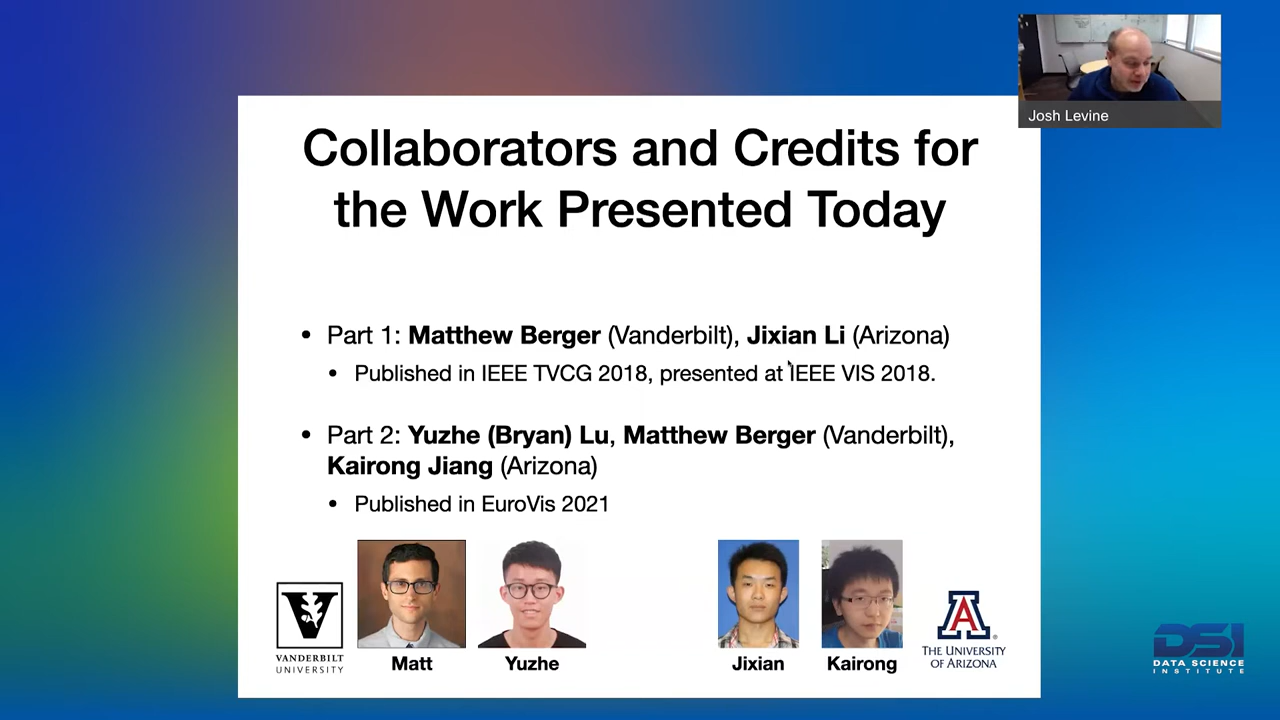 Josh Levine
Collaborators and Credits for
the Work Presented Today
• Part 1: Matthew Berger (Vanderbilt), Jixian Li (Arizona)
• Published in IEEE TVCG 2018, presented at IEEE VIS 2018.
• Part 2: Yuzhe (Bryan) Lu, Matthew Berger (Vanderbilt),
Kairong Jiang (Arizona)
• Published in EuroVis 2021
V
VANDERBILT
UNIVERSITY
Matt
Yuzhe
Jixian
Kairong
A
THE UNIVERSITY
OF ARIZONA
DSI
DATA SCIENCE
INSTITUTE